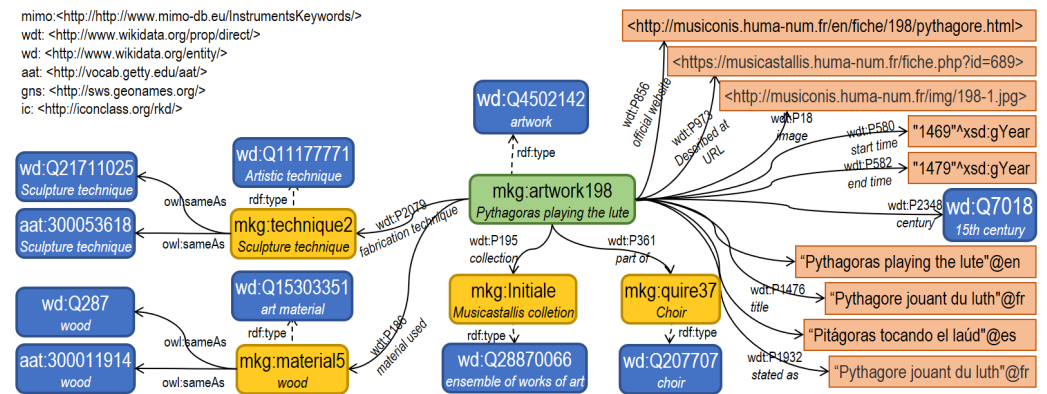 mimo:<http://http://www.mimo-db.eu/InstrumentsKeywords/>
wdt: <http://www.wikidata.org/prop/direct/>
wd: <http://www.wikidata.org/entity/>
aat: <http://vocab.getty.edu/aat/>
gns: <http://sws.geonames.org/>
ic: <http://iconclass.org/rkd/>
<http://musiconis.huma-num.fr/en/fiche/198/pythagore.html>
<https://musicastallis.huma-num.fr/fiche.php?id=689>
<http://musiconis.huma-num.fr/img/198-1.jpg>
wdt:P856
official website
wdt:P973
Described at
URL
wdt:P18
image
wdt:P580
start time
"1469"^xsd:gYear
wdt:P582
end time
"1479"^xsd:gYear
wd:Q4502142
artwork
rdf:type
wd:Q21711025
Sculpture technique
wd:Q11177771
Artistic technique
rdf:type
owl:sameAs
aat:300053618
Sculpture technique
owl:sameAs
mkg:technique2
Sculpture technique
wdt:P2079
fabrication technique
mkg:artwork198
Pythagoras playing the lute
wdt:P2348
century
wd:Q7018
15th century
wdt:P195
collection
wdt:P361
part of
mkg:Initiale
Musicastallis colletion
mkg:quire37
Choir
rdf:type
rdf:type
wd:Q28870066
ensemble of works of art
wd:Q207707
choir
wd:Q287
wood
wd:Q15303351
art material
rdf:type
owl:sameAs
aat:300011914
wood
owl:sameAs
mkg:material5
wood
wdt:P186
material used
“Pythagoras playing the lute"@en
wdt:P1476
title
“Pythagore jouant du luth"@fr
“Pitágoras tocando el laúd"@es
wdt:P1932
stated as
“Pythagore jouant du luth"@fr